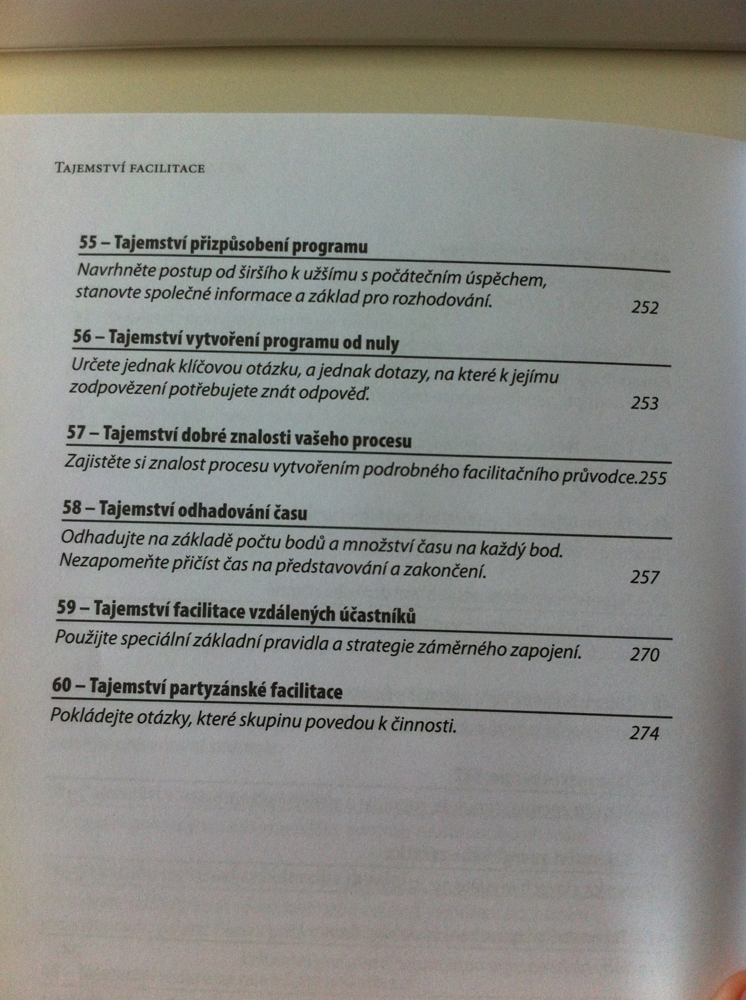 Tajemství facilitace
55 – Tajemství přizpůsobení programu
Navrhněte postup od širšího k užšímu s počátečním úspěchem,
stanovte společné informace a základ pro rozhodování. 252
56 – Tajemství vytvoření programu od nuly
Určete jednak klíčovou otázku, a jednak dotazy, na které k jejímu
zodpovězení potřebujete znát odpověď. 253
57 – Tajemství dobré znalosti vašeho procesu
Zajistěte si znalost procesu vytvořením podrobného facilitačního průvodce.255
58 – Tajemství odhadování času
Odhadujte na základě počtu bodů a množství času na každý bod.
Nezapomeňte přičíst čas na představování a zakončení. 257
59 – Tajemství facilitace vzdálených účastníků
Použijte speciální základní pravidla a strategie záměrného zapojení. 270
60 – Tajemství partyzánské facilitace
Pokládejte otázky, které skupinu povedou k činnosti. 274